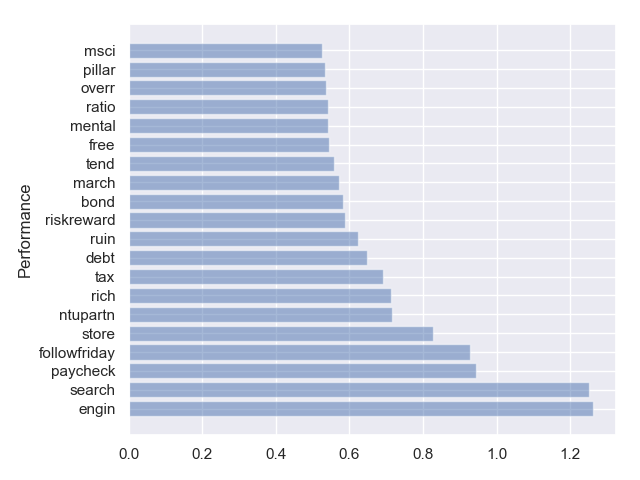 msci
pillar
overr
ratio
mental
free
tend
march
bond
riskreward
ruin
debt
tax
rich
ntupartn
store
followfriday
paycheck
search
engin
Performance
0.0 0.2 0.4 0.6 0.8 1.0 1.2